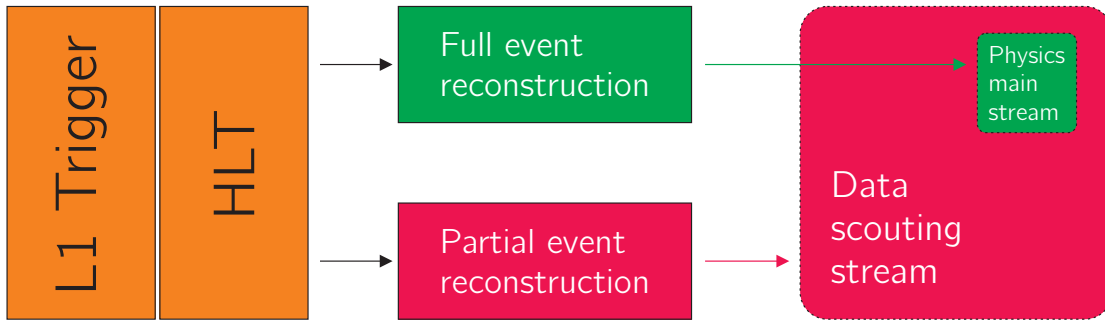 L1 Trigger
HLT
Full event
reconstruction
Partial event
reconstruction
Physics
main
stream
Data
scouting
stream